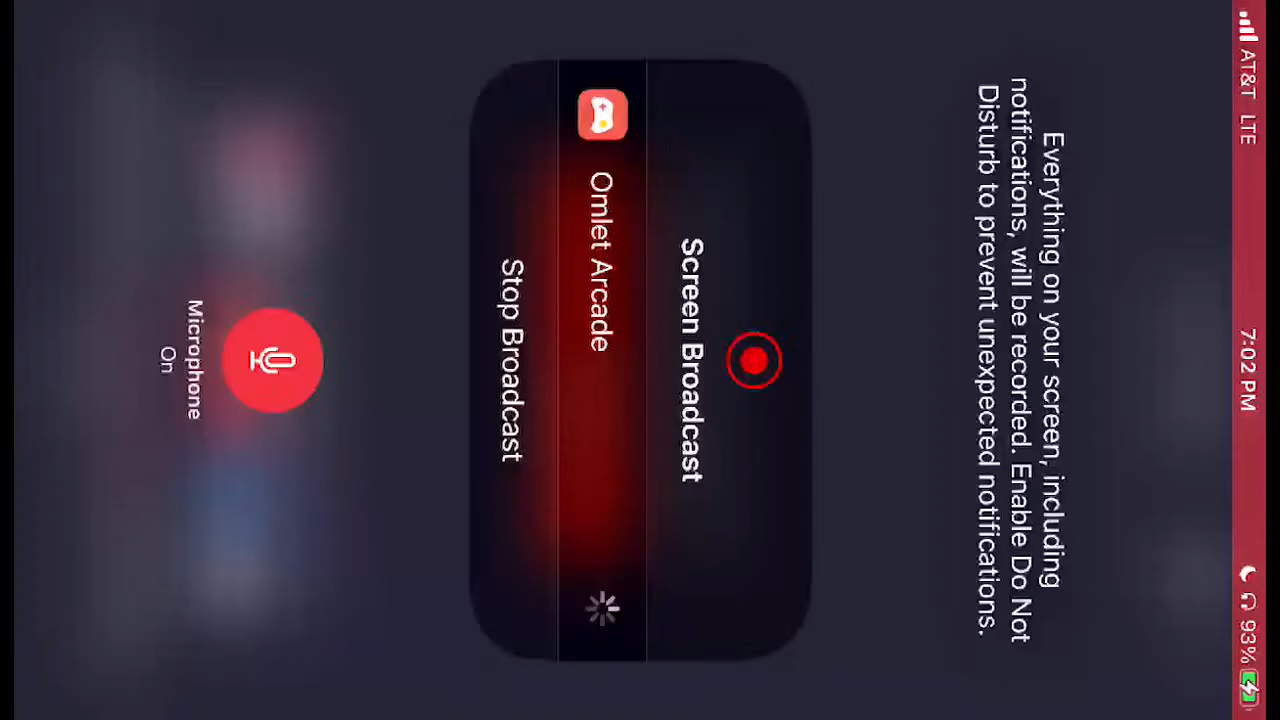 AT&T LTE 7:02 PM 93%
Everything on your screen, including
notifications, will be recorded. Enable Do Not
Disturb to prevent unexpected notifications.
Screen Broadcast
Omlet Arcade
Stop Broadcast
Microphone
On